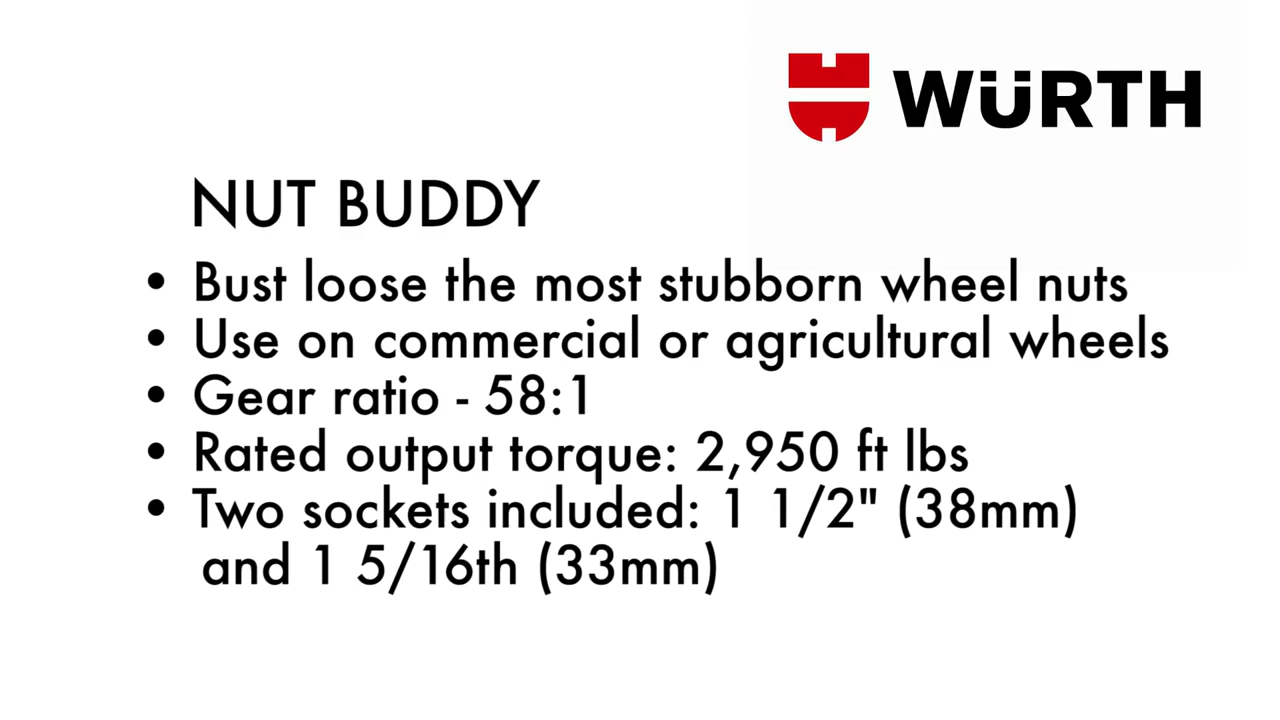 WÜRTH
NUT BUDDY
• Bust loose the most stubborn wheel nuts
• Use on commercial or agricultural wheels
• Gear ratio - 58:1
• Rated output torque: 2,950 ft lbs
• Two sockets included: 1 1/2" (38mm)
and 1 5/16th (33mm)